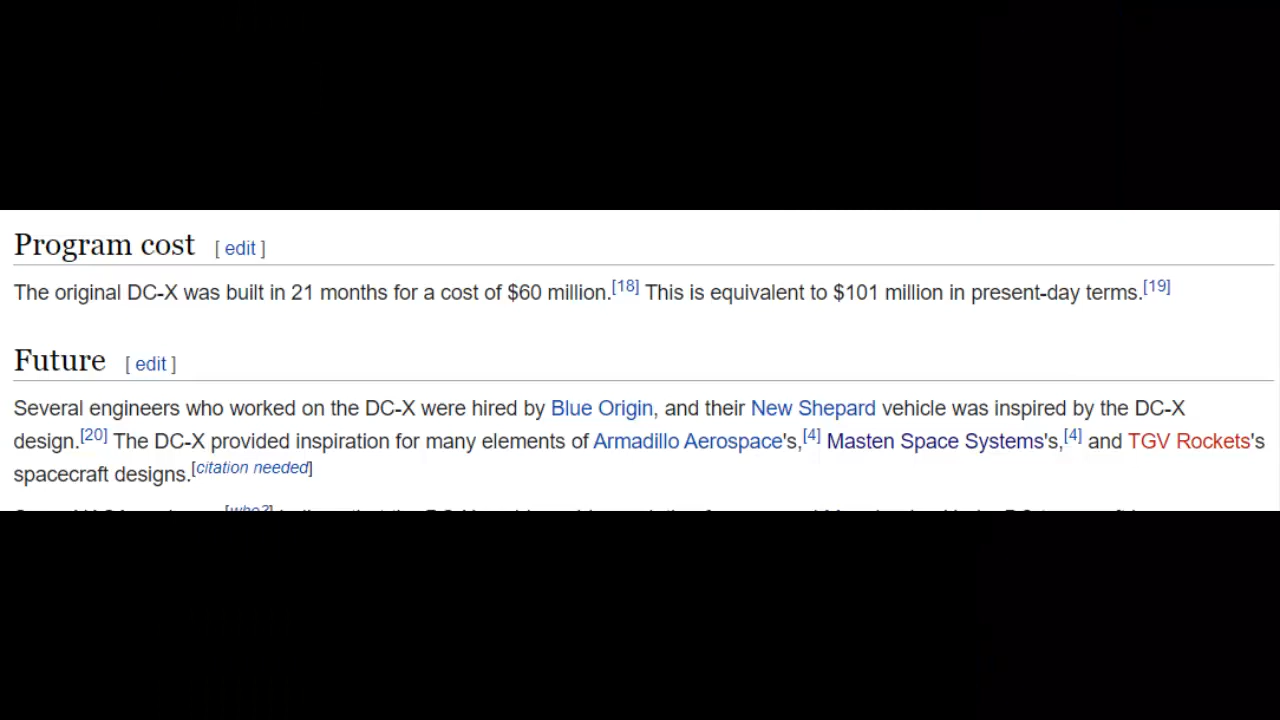 Program cost [ edit ]
The original DC-X was built in 21 months for a cost of $60 million.[18] This is equivalent to $101 million in present-day terms.[19]
Future [ edit ]
Several engineers who worked on the DC-X were hired by Blue Origin, and their New Shepard vehicle was inspired by the DC-X
design.[20] The DC-X provided inspiration for many elements of Armadillo Aerospace's,[4] Masten Space Systems's,[4] and TGV Rockets's
spacecraft designs.[citation needed]